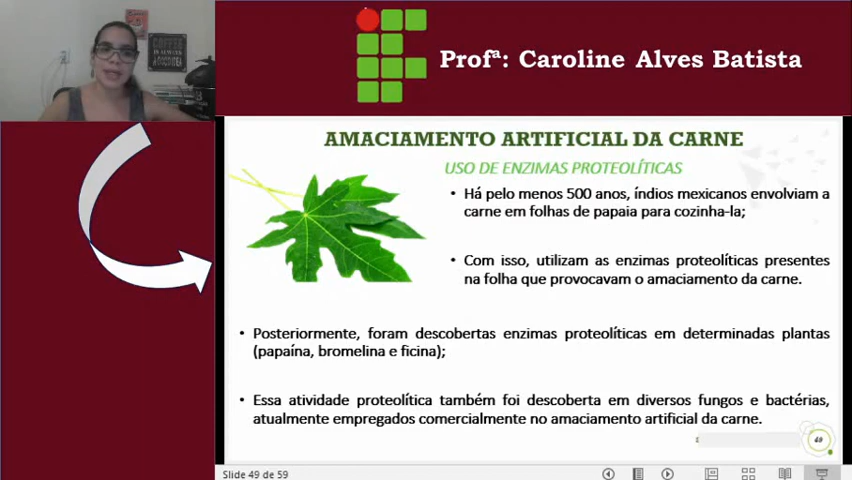 Profª: Caroline Alves Batista
AMACIAMENTO ARTIFICIAL DA CARNE
USO DE ENZIMAS PROTEOLÍTICAS
• Há pelo menos 500 anos, índios mexicanos envolviam a
carne em folhas de papaia para cozinha-la;
• Com isso, utilizam as enzimas proteolíticas presentes
na folha que provocavam o amaciamento da carne.
• Posteriormente, foram descobertas enzimas proteolíticas em determinadas plantas
(papaína, bromelina e ficina);
• Essa atividade proteolítica também foi descoberta em diversos fungos e bactérias,
atualmente empregados comercialmente no amaciamento artificial da carne.
49
Slide 49 de 59